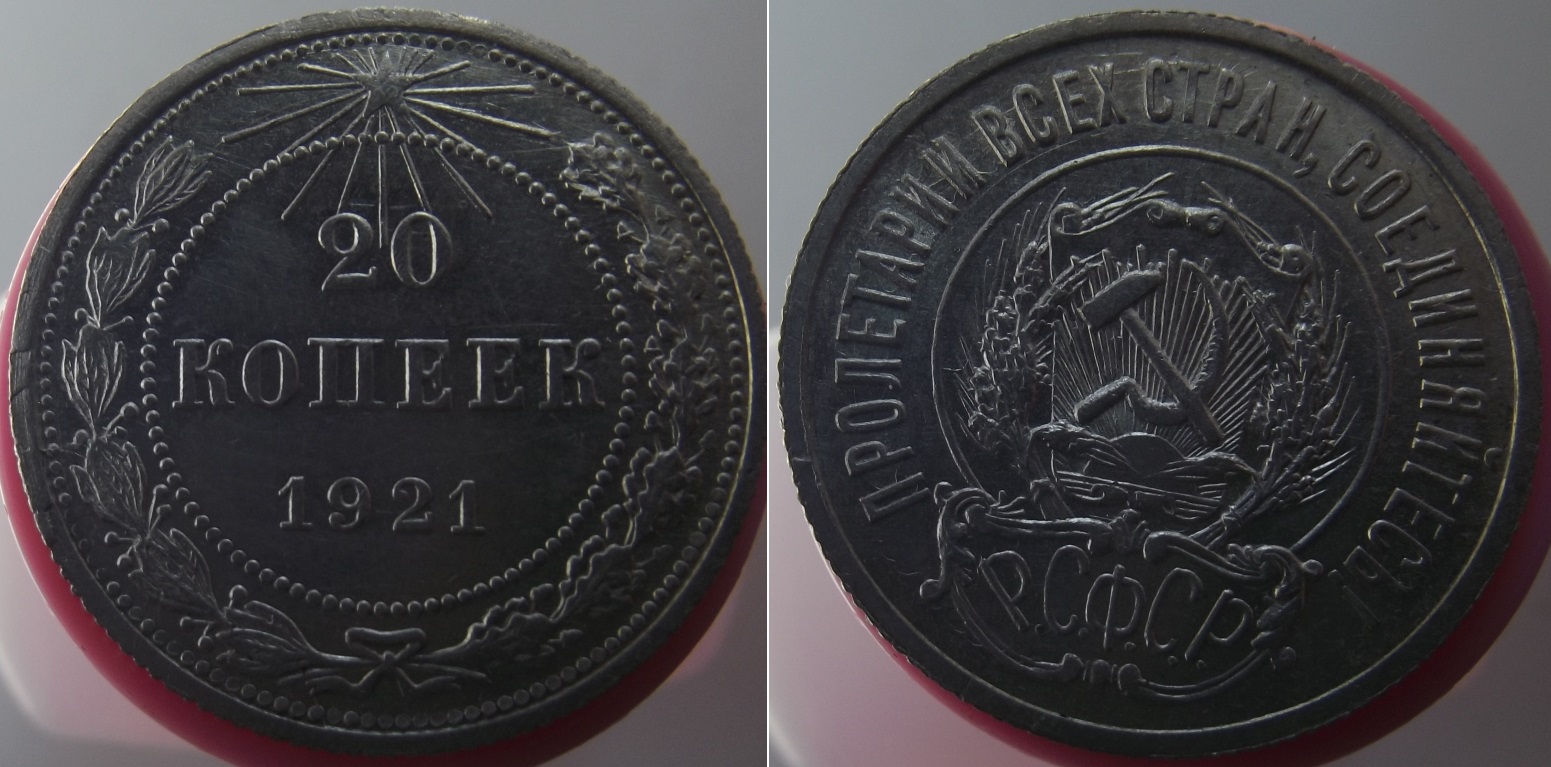 20
КОПЕЕК
1921
ПРОЛЕТАРИИ ВСЕХ СТРАН, СОЕДИНЯЙТЕСЬ!
Р.С.Ф.С.Р.